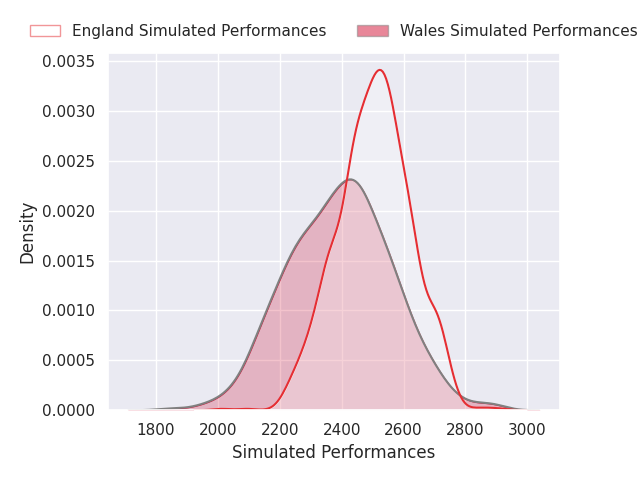 England Simulated Performances
Wales Simulated Performances
0.0035
0.0030
0.0025
0.0020
0.0015
0.0010
0.0005
0.0000
Density
1800 2000 2200 2400 2600 2800 3000
Simulated Performances